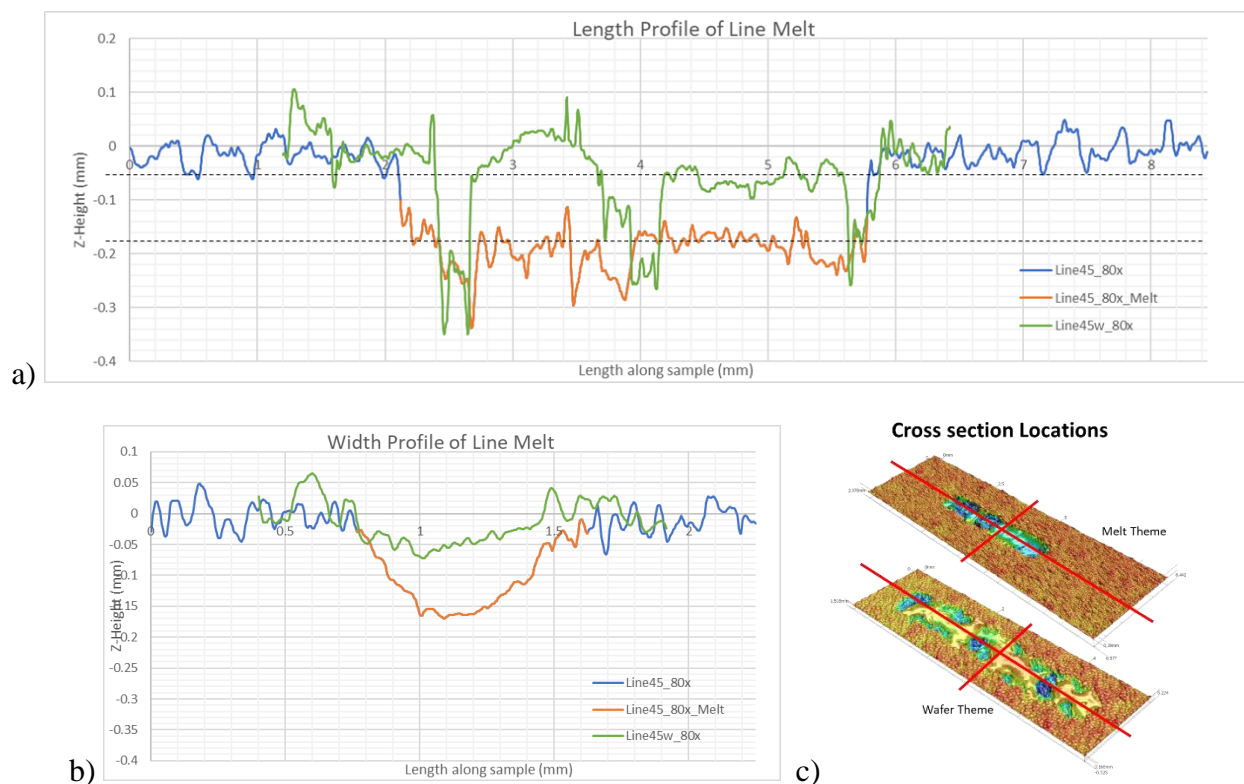 Length Profile of Line Melt
0.2
0.1
0
-0.1
-0.2
-0.3
-0.4
Z-Height (mm)
0 1 2 3 4 5 6 7 8
Line45_80x
Line45_80x_Melt
Line45w_80x
Length along sample (mm)
a)
Width Profile of Line Melt
0.1
0.05
0
-0.05
-0.1
-0.15
-0.2
-0.25
-0.3
-0.35
-0.4
Z-Height (mm)
0 0.5 1 1.5 2
Line45_80x
Line45_80x_Melt
Line45w_80x
Length along sample (mm)
b)
Cross section Locations
Melt Theme
Wafer Theme
c)